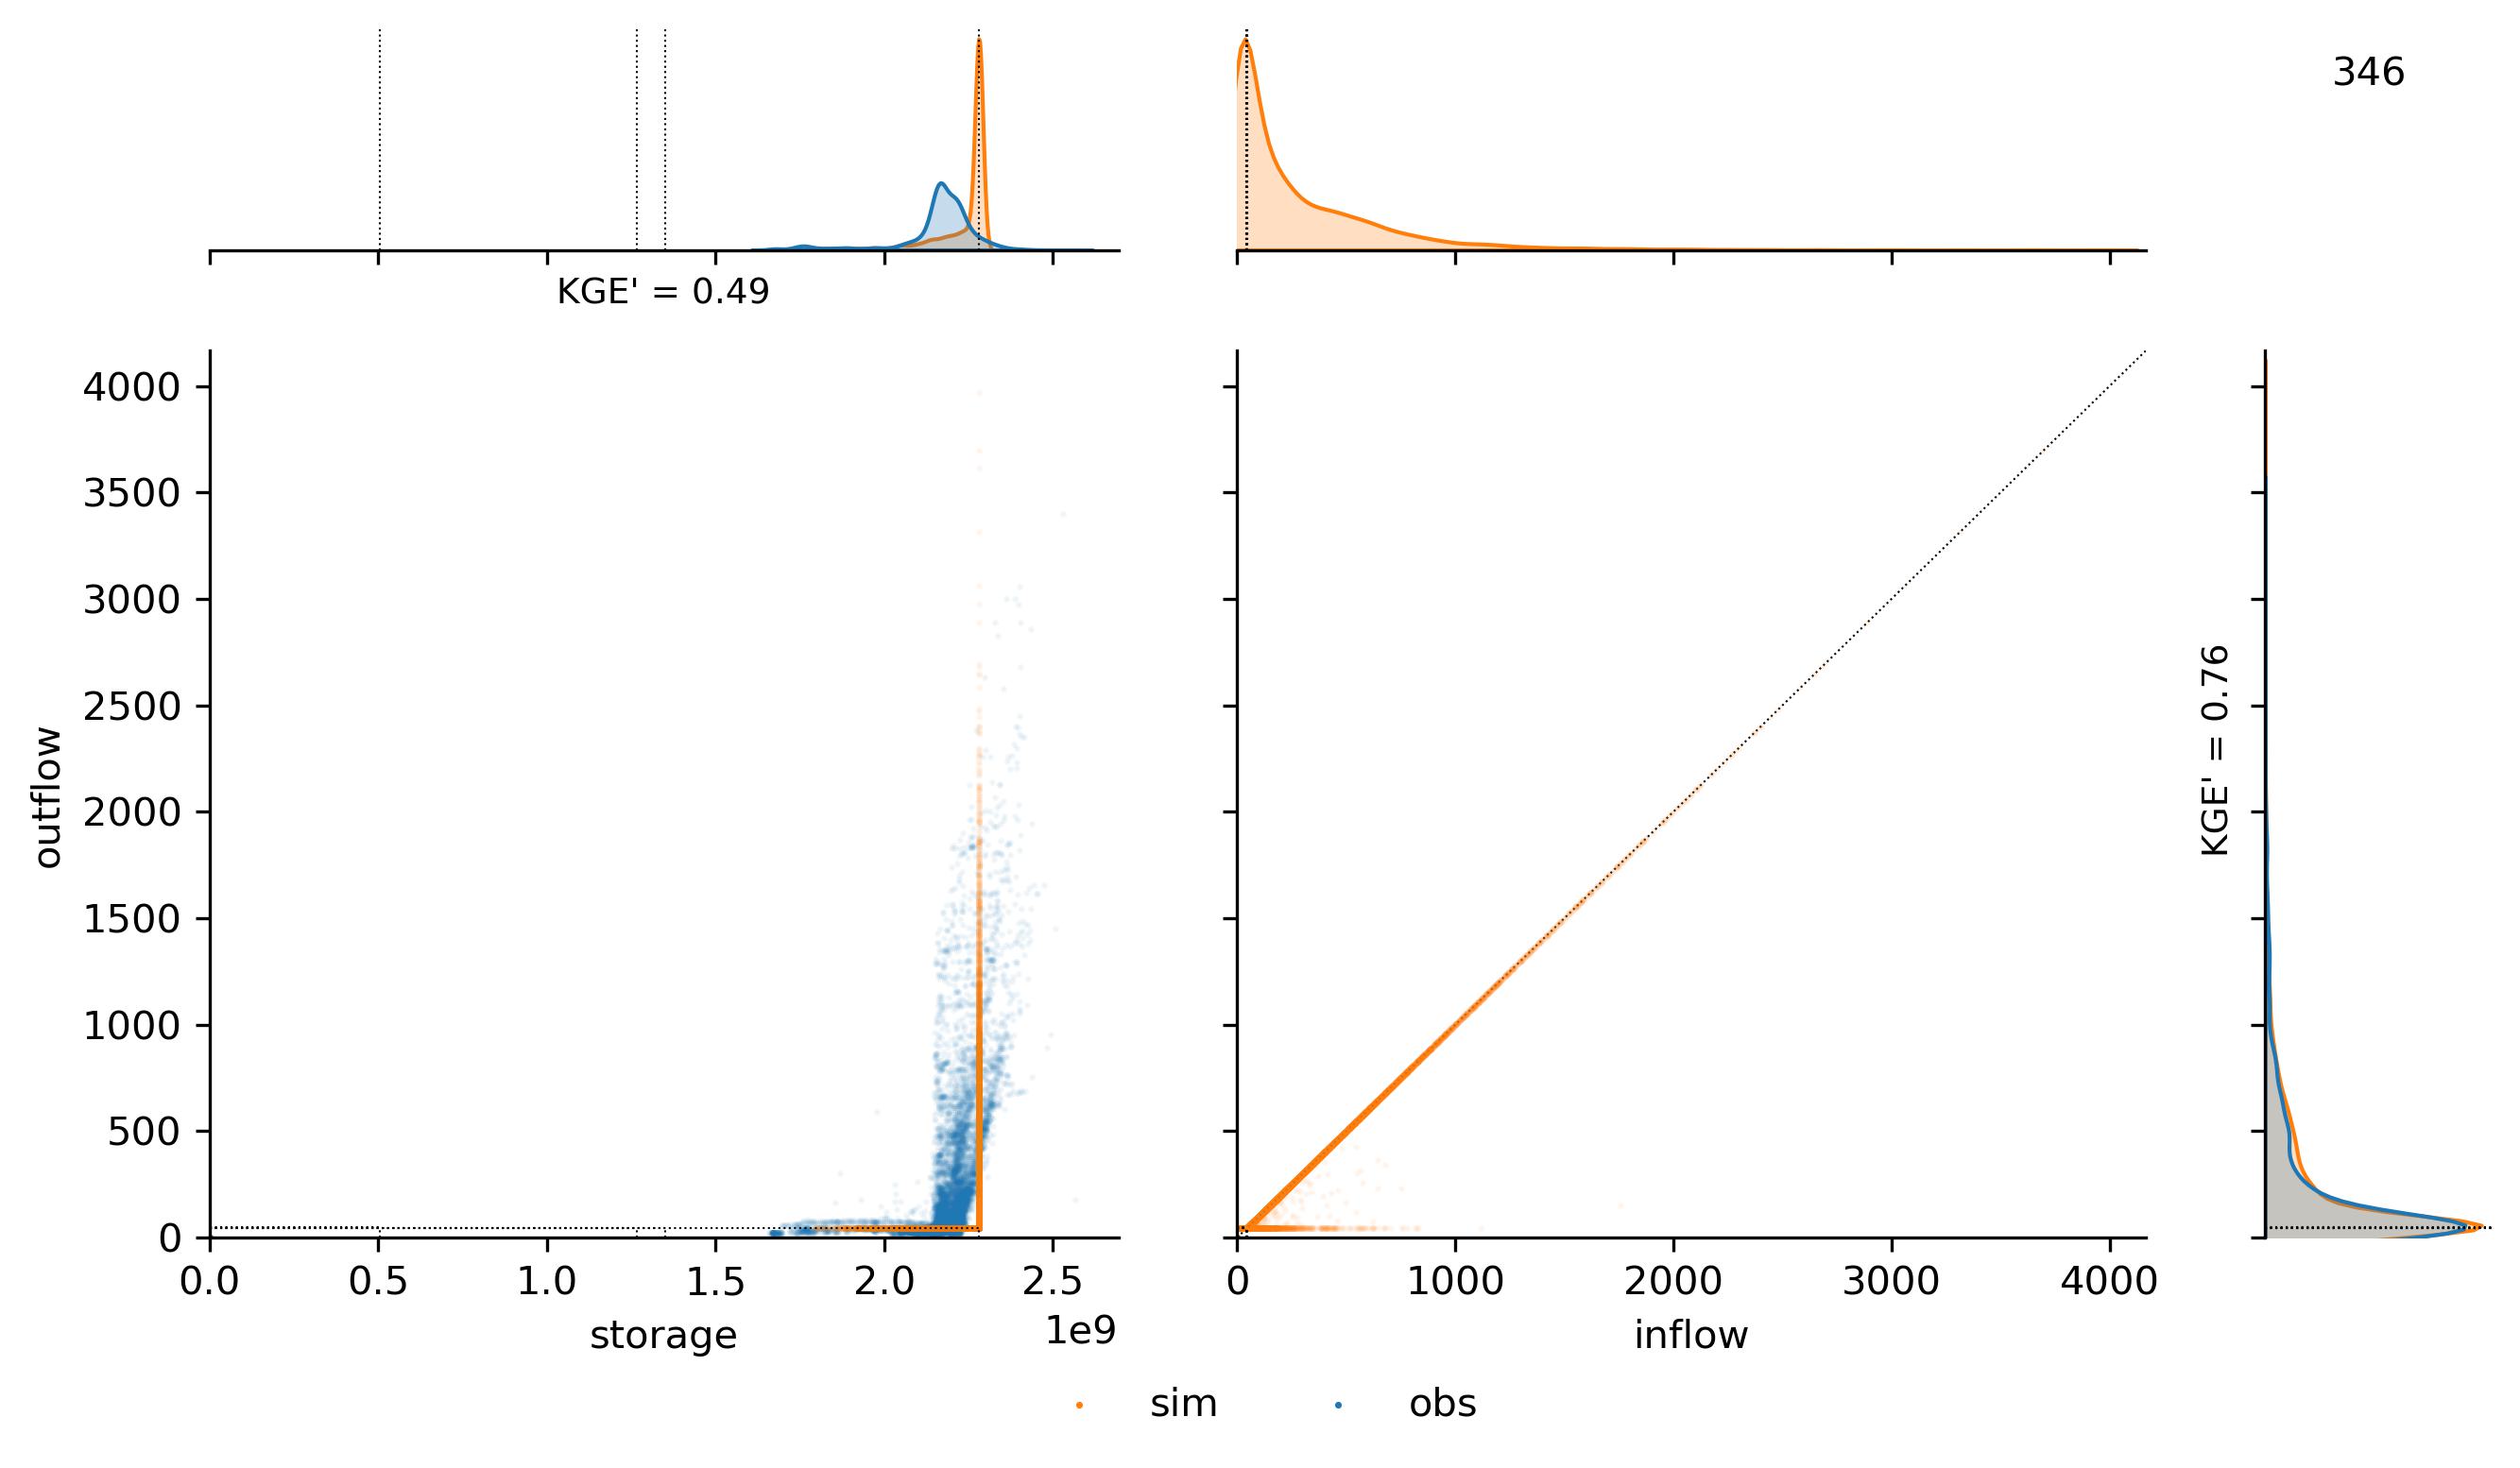 346
KGE' = 0.49
4000
3500
3000
2500
2000
1500
1000
500
0
outflow
0.0 0.5 1.0 1.5 2.0 2.5
1e9
storage
0 1000 2000 3000 4000
inflow
KGE' = 0.76
sim obs